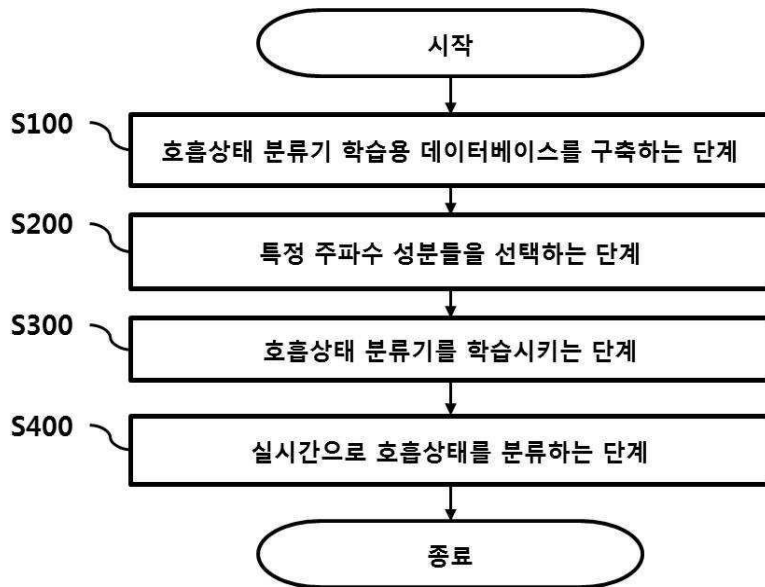 시작
S100
호흡상태 분류기 학습용 데이터베이스를 구축하는 단계
S200
특정 주파수 성분들을 선택하는 단계
S300
호흡상태 분류기를 학습시키는 단계
S400
실시간으로 호흡상태를 분류하는 단계
종료